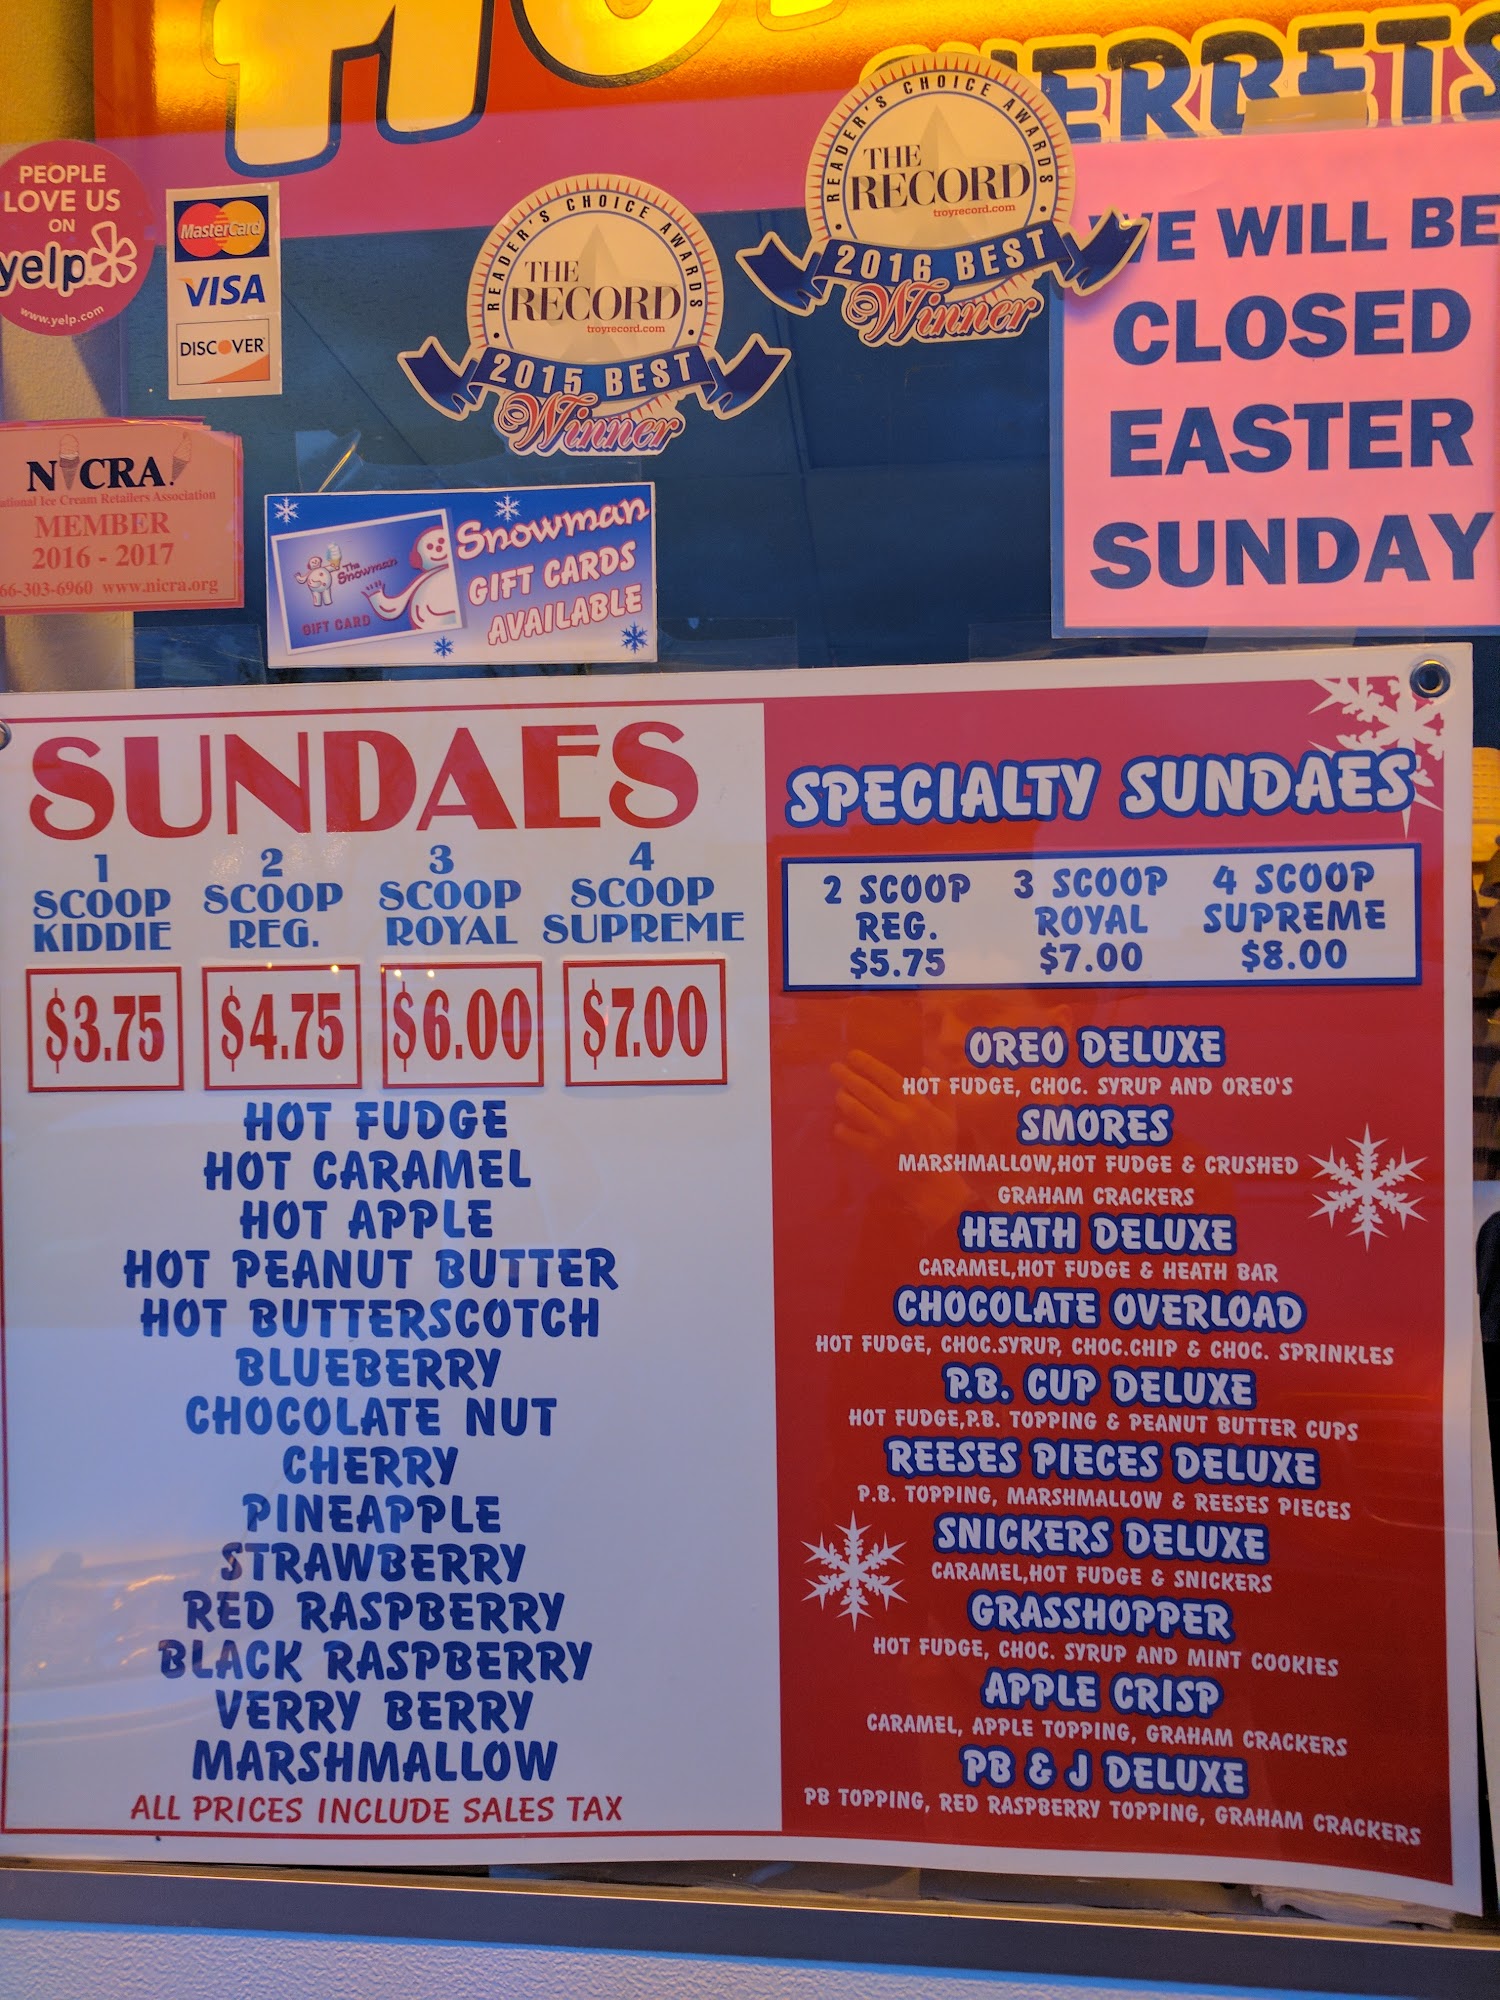 PEOPLE
LOVE US
ON
yelp
www.yelp.com
MasterCard
VISA
DISCOVER
READER'S CHOICE AWARDS
THE
RECORD
troyrecord.com
2015 BEST
Winner
READER'S CHOICE AWARDS
THE
RECORD
troyrecord.com
2016 BEST
Winner
WE WILL BE
CLOSED
EASTER
SUNDAY
NICRA
National Ice Cream Retailers Association
MEMBER
2016 - 2017
66-303-6960 www.nicra.org
The
Snowman
GIFT CARD
Snowman
GIFT CARDS
AVAILABLE
SUNDAES
1
SCOOP
KIDDIE
$3.75
2
SCOOP
REG.
$4.75
3
SCOOP
ROYAL
$6.00
4
SCOOP
SUPREME
$7.00
HOT FUDGE
HOT CARAMEL
HOT APPLE
HOT PEANUT BUTTER
HOT BUTTERSCOTCH
BLUEBERRY
CHOCOLATE NUT
CHERRY
PINEAPPLE
STRAWBERRY
RED RASPBERRY
BLACK RASPBERRY
VERRY BERRY
MARSHMALLOW
ALL PRICES INCLUDE SALES TAX
SPECIALTY SUNDAES
2 SCOOP
REG.
$5.75
3 SCOOP
ROYAL
$7.00
4 SCOOP
SUPREME
$8.00
OREO DELUXE
HOT FUDGE, CHOC. SYRUP AND OREO'S
SMORES
MARSHMALLOW,HOT FUDGE & CRUSHED
GRAHAM CRACKERS
HEATH DELUXE
CARAMEL,HOT FUDGE & HEATH BAR
CHOCOLATE OVERLOAD
HOT FUDGE, CHOC.SYRUP, CHOC.CHIP & CHOC. SPRINKLES
P.B. CUP DELUXE
HOT FUDGE,P.B. TOPPING & PEANUT BUTTER CUPS
REESES PIECES DELUXE
P.B. TOPPING, MARSHMALLOW & REESES PIECES
SNICKERS DELUXE
CARAMEL,HOT FUDGE & SNICKERS
GRASSHOPPER
HOT FUDGE, CHOC. SYRUP AND MINT COOKIES
APPLE CRISP
CARAMEL, APPLE TOPPING, GRAHAM CRACKERS
PB & J DELUXE
PB TOPPING, RED RASPBERRY TOPPING, GRAHAM CRACKERS